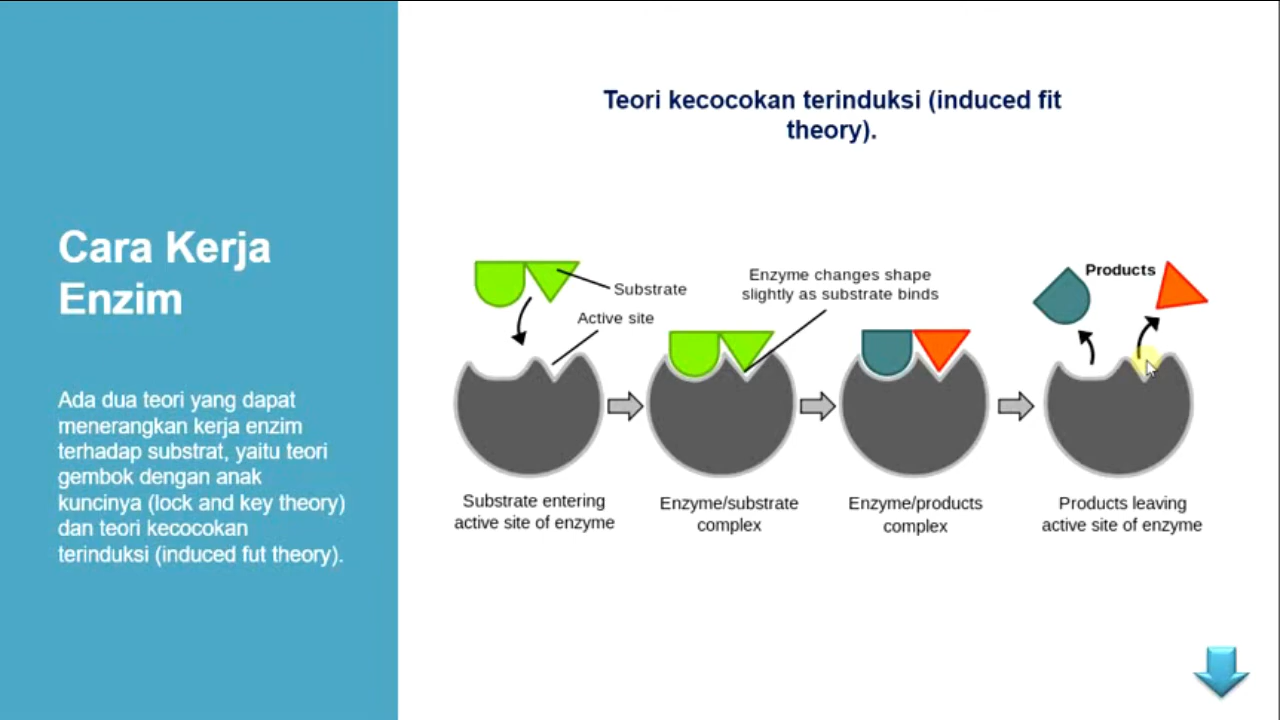 Cara Kerja
Enzim
Ada dua teori yang dapat
menerangkan kerja enzim
terhadap substrat, yaitu teori
gembok dengan anak
kuncinya (lock and key theory)
dan teori kecocokan
terinduksi (induced fut theory).
Teori kecocokan terinduksi (induced fit
theory).
Substrate
Active site
Enzyme changes shape
slightly as substrate binds
Products
Substrate entering
active site of enzyme
Enzyme/substrate
complex
Enzyme/products
complex
Products leaving
active site of enzyme